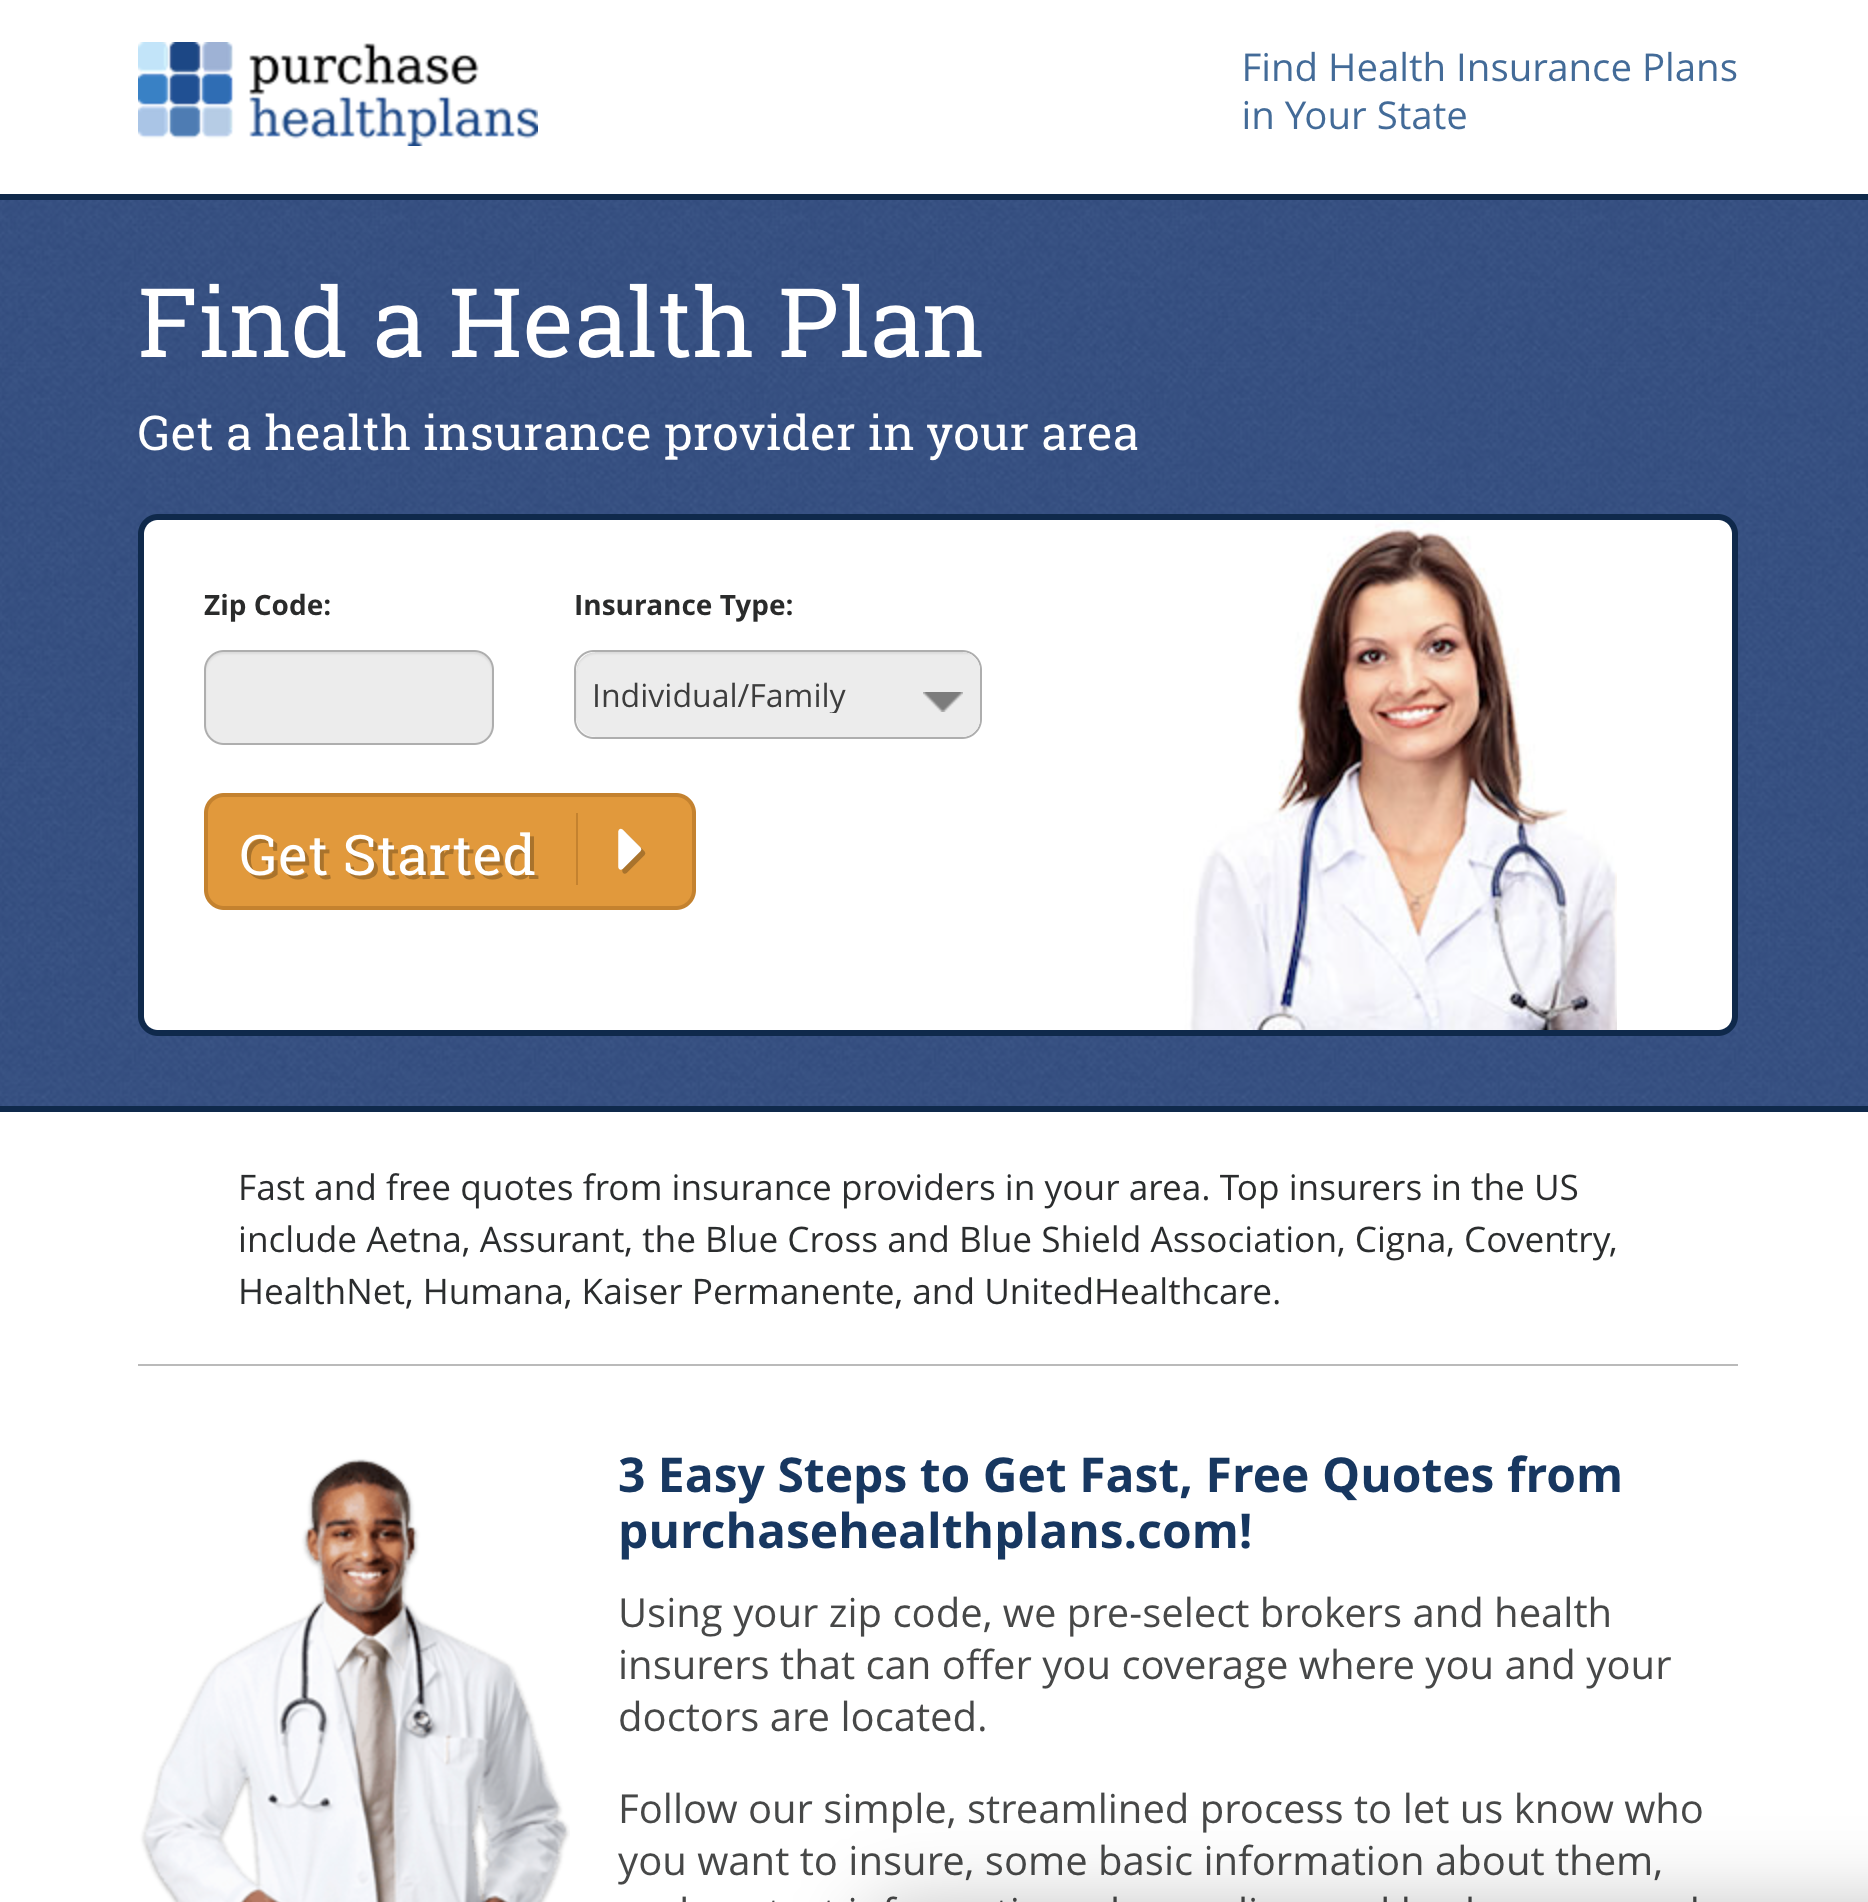 purchase
healthplans
Find Health Insurance Plans
in Your State
Find a Health Plan
Get a health insurance provider in your area
Zip Code:
Insurance Type:
Individual/Family
Get Started
Fast and free quotes from insurance providers in your area. Top insurers in the US
include Aetna, Assurant, the Blue Cross and Blue Shield Association, Cigna, Coventry,
HealthNet, Humana, Kaiser Permanente, and UnitedHealthcare.
3 Easy Steps to Get Fast, Free Quotes from
purchasehealthplans.com!
Using your zip code, we pre-select brokers and health
insurers that can offer you coverage where you and your
doctors are located.
Follow our simple, streamlined process to let us know who
you want to insure, some basic information about them,